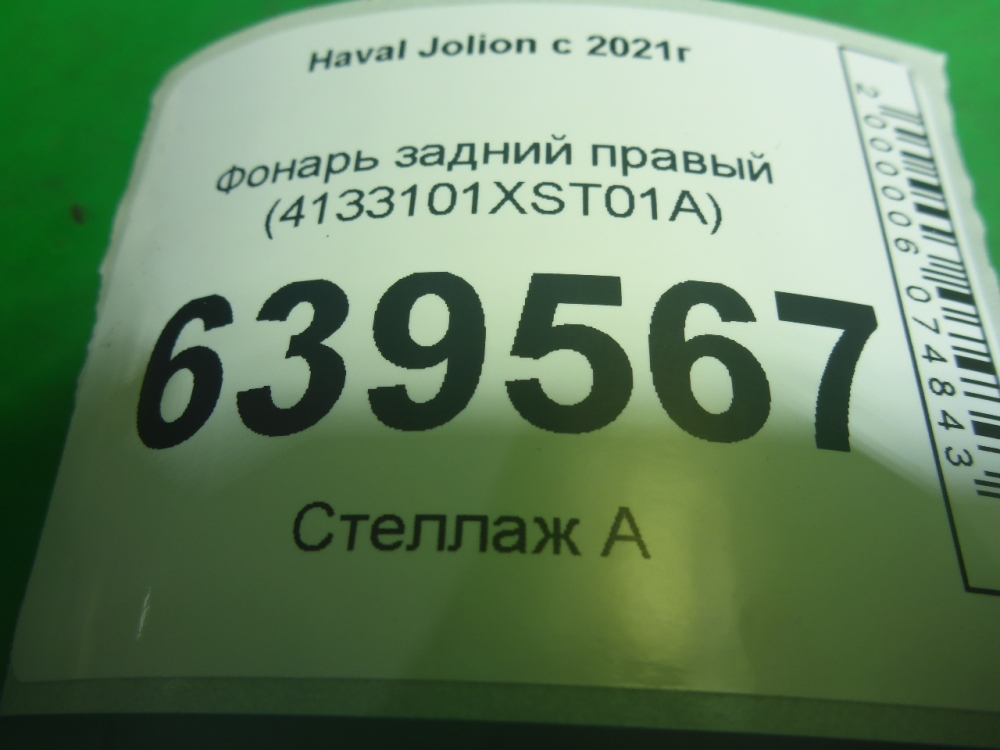 Haval Jolion с 2021г
Фонарь задний правый
(4133101XST01A)
639567
Стеллаж А
2000006074843